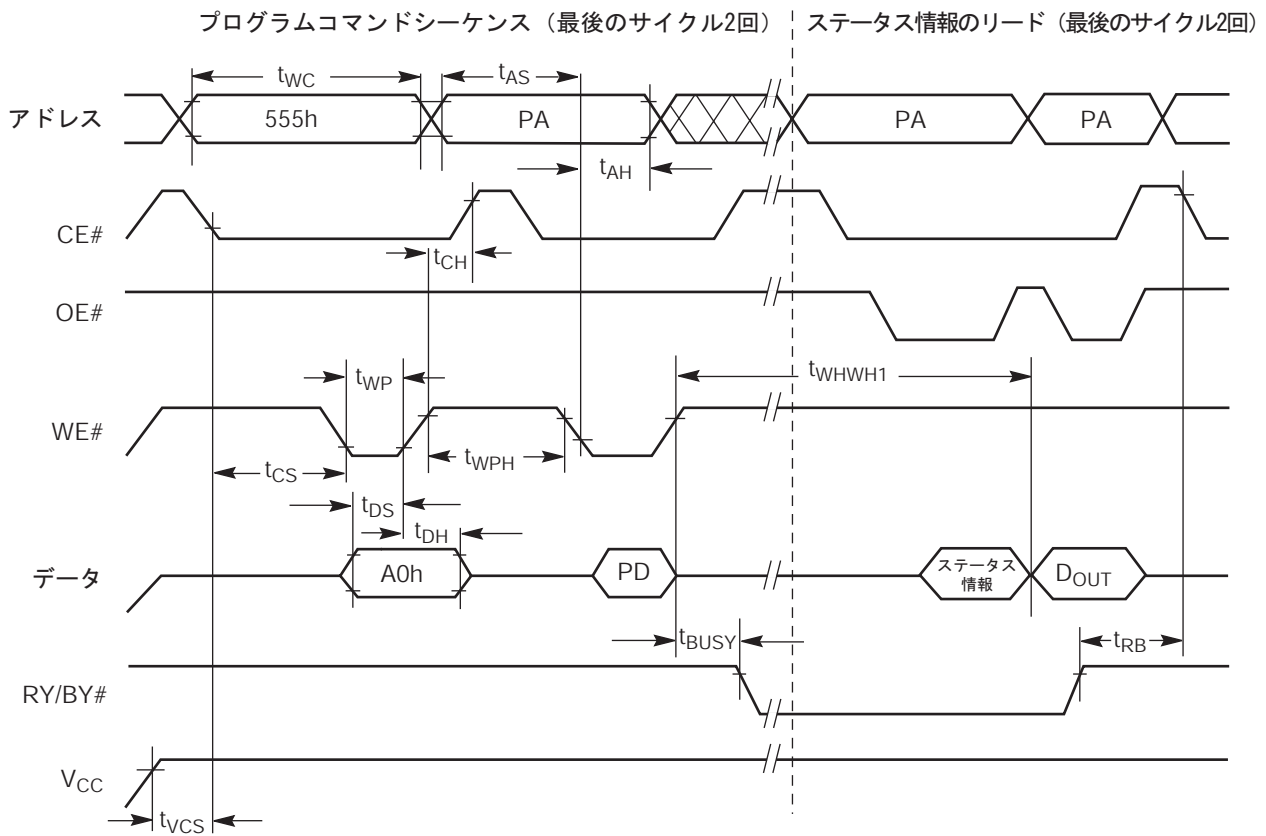 プログラムコマンドシーケンス（最後のサイクル2回）
ステータス情報のリード（最後のサイクル2回）
tWC
tAS
アドレス
555h
PA
PA
PA
tAH
CE#
tCH
OE#
tWP
tWHWH1
WE#
tCS
tWPH
tDS
tDH
データ
A0h
PD
ステータス
情報
DOUT
tBUSY
tRB
RY/BY#
VCC
tVCS